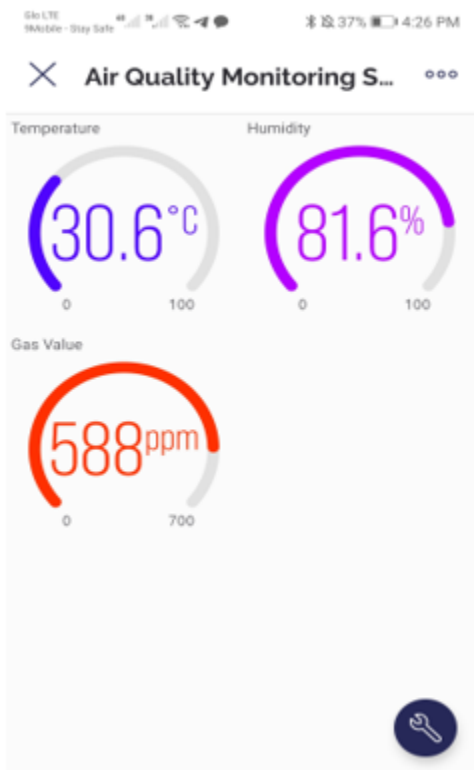 Glo LTE
9Mobile - Stay Safe
37% 4:26 PM
Air Quality Monitoring S...
Temperature
Humidity
30.6°C
81.6%
0 100
0 100
Gas Value
588ppm
0 700